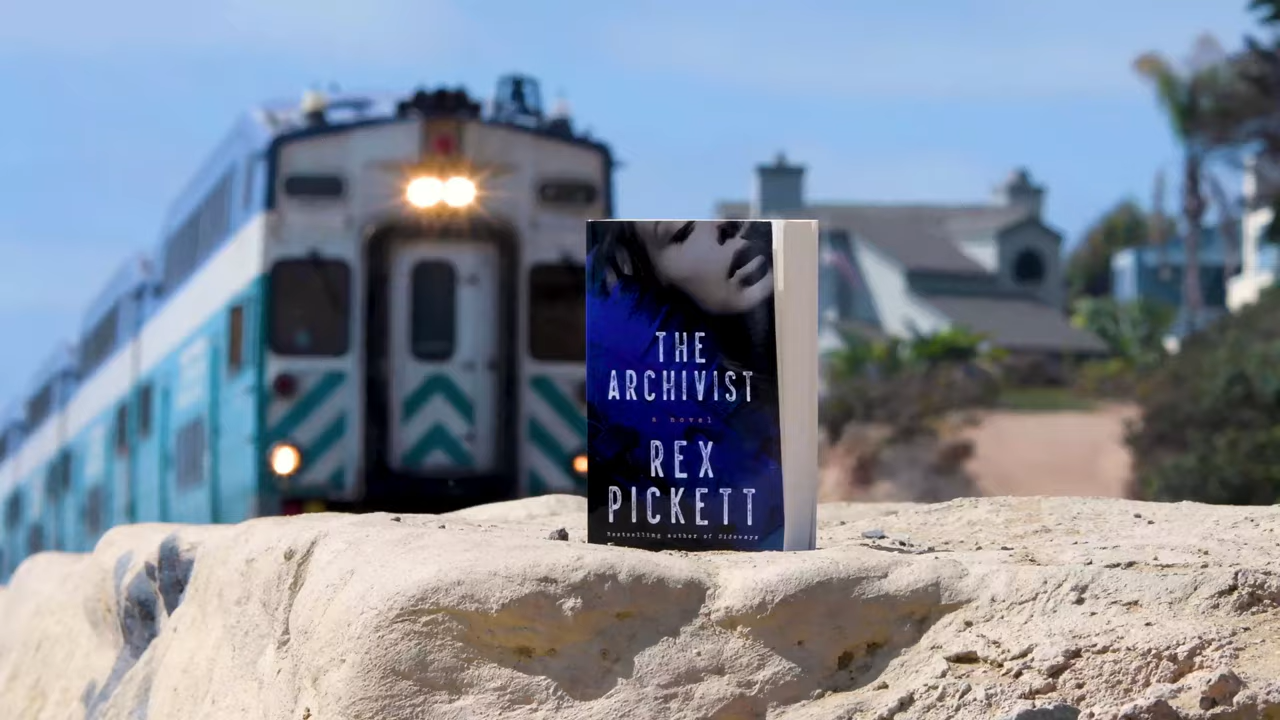 THE
ARCHIVIST
a novel
REX
PICKETT
Bestselling author of Sideways